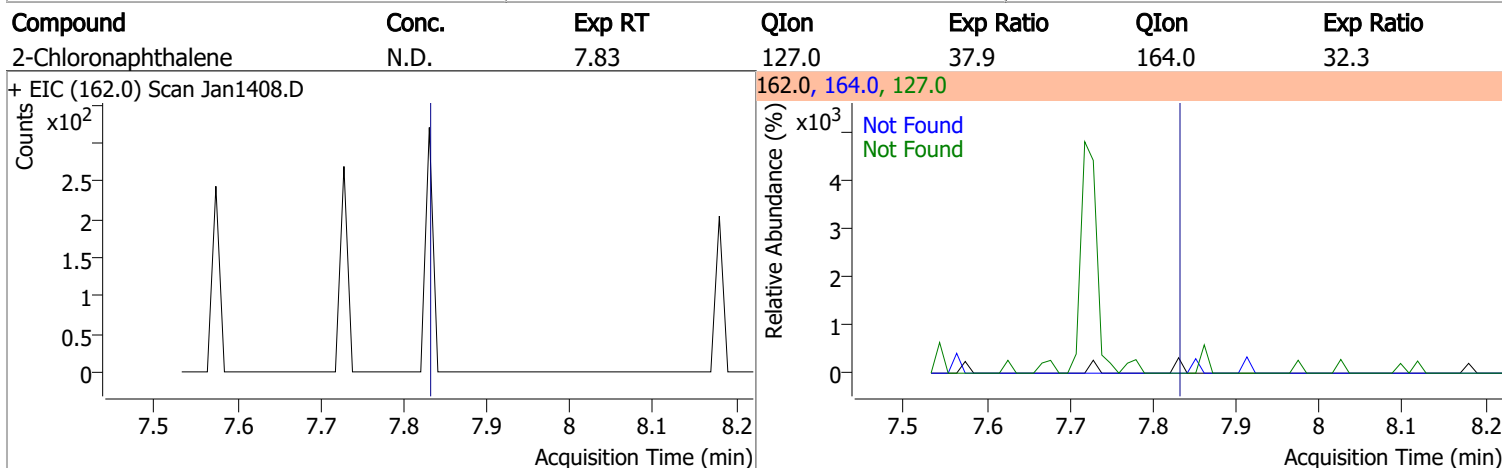 Compound Conc. Exp RT QIon Exp Ratio QIon Exp Ratio
2-Chloronaphthalene N.D. 7.83 127.0 37.9 164.0 32.3
+ EIC (162.0) Scan Jan1408.D
Counts
x10²
2.5
2
1.5
1
0.5
0
7.5 7.6 7.7 7.8 7.9 8 8.1 8.2
Acquisition Time (min)
162.0, 164.0, 127.0
Relative Abundance (%)
x10³
Not Found
Not Found
4
3
2
1
0
7.5 7.6 7.7 7.8 7.9 8 8.1 8.2
Acquisition Time (min)